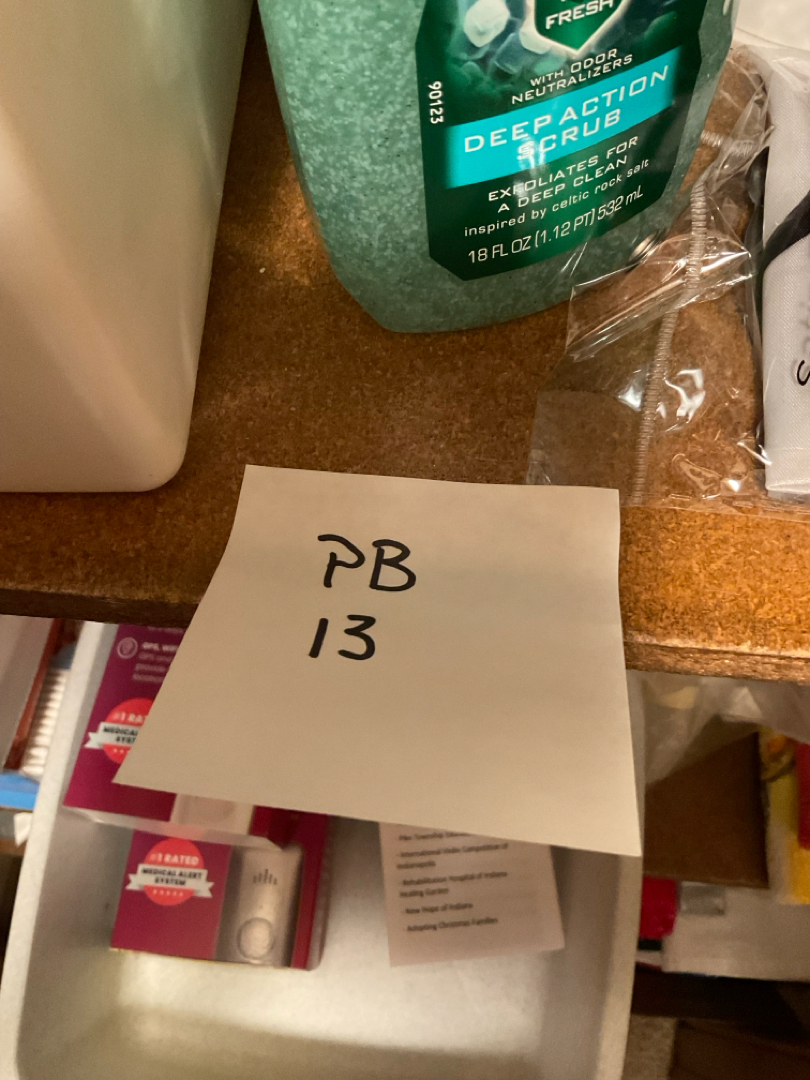 FRESH
WITH ODOR
NEUTRALIZERS
DEEP ACTION
SCRUB
EXFOLIATES FOR
A DEEP CLEAN
inspired by celtic rock salt
18 FL OZ (1.12 PT) 532 mL
90123
PB
13
#1 RATED
MEDICAL ALERT
SYSTEM
- International Violin Competition of
Indianapolis
- Rehabilitation Hospital of Indiana
Healing Garden
- New Hope of Indiana
Adopting Christmas Families